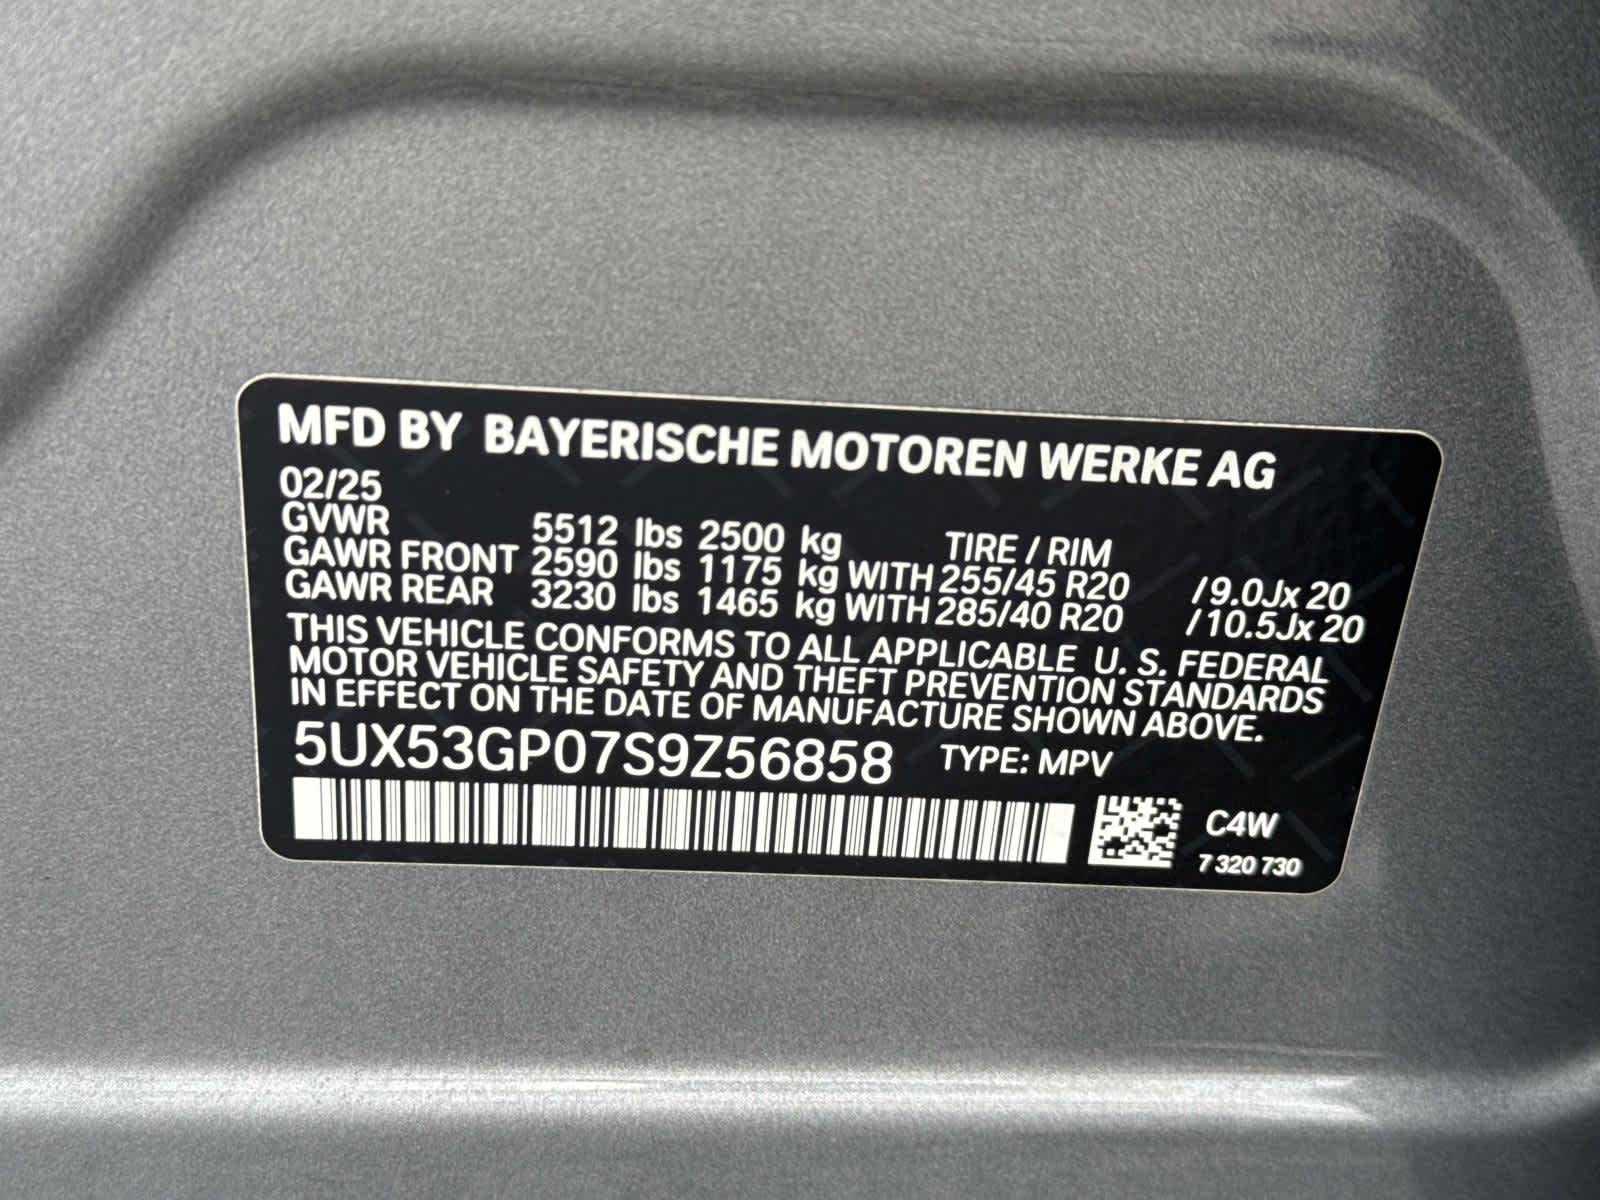 MFD BY BAYERISCHE MOTOREN WERKE AG
02/25
GVWR 5512 lbs 2500 kg TIRE / RIM
GAWR FRONT 2590 lbs 1175 kg WITH 255/45 R20 /9.0Jx 20
GAWR REAR 3230 lbs 1465 kg WITH 285/40 R20 /10.5Jx 20
THIS VEHICLE CONFORMS TO ALL APPLICABLE U. S. FEDERAL
MOTOR VEHICLE SAFETY AND THEFT PREVENTION STANDARDS
IN EFFECT ON THE DATE OF MANUFACTURE SHOWN ABOVE.
5UX53GP07S9Z56858 TYPE: MPV
C4W
7 320 730